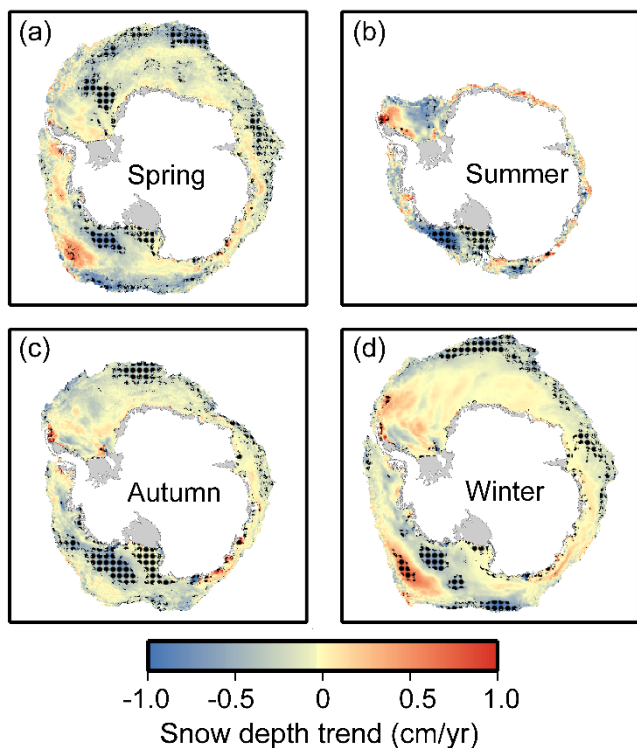 (a)
Spring
(b)
Summer
(c)
Autumn
(d)
Winter
-1.0 -0.5 0 0.5 1.0
Snow depth trend (cm/yr)